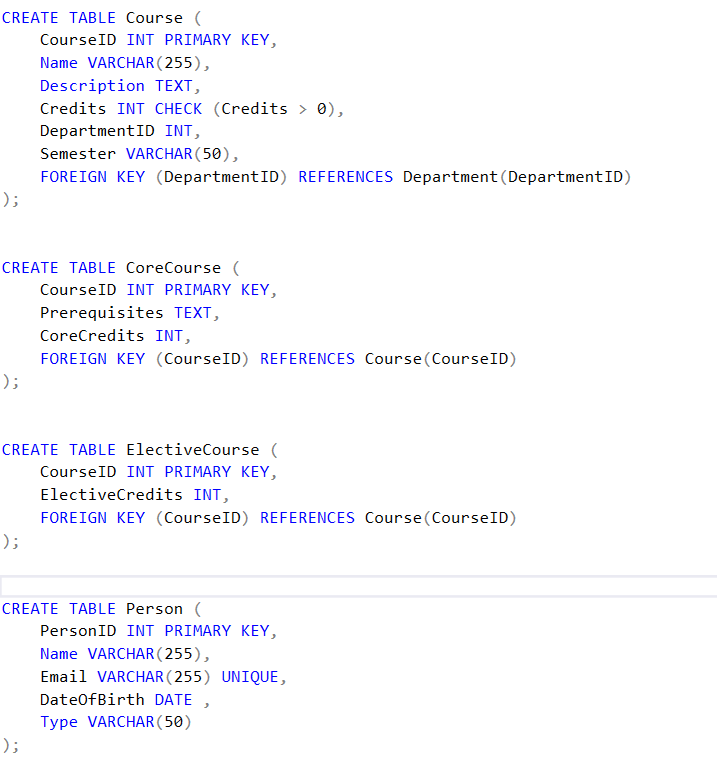 CREATE TABLE Course (
    CourseID INT PRIMARY KEY,
    Name VARCHAR(255),
    Description TEXT,
    Credits INT CHECK (Credits > 0),
    DepartmentID INT,
    Semester VARCHAR(50),
    FOREIGN KEY (DepartmentID) REFERENCES Department(DepartmentID)
);
CREATE TABLE CoreCourse (
    CourseID INT PRIMARY KEY,
    Prerequisites TEXT,
    CoreCredits INT,
    FOREIGN KEY (CourseID) REFERENCES Course(CourseID)
);
CREATE TABLE ElectiveCourse (
    CourseID INT PRIMARY KEY,
    ElectiveCredits INT,
    FOREIGN KEY (CourseID) REFERENCES Course(CourseID)
);
CREATE TABLE Person (
    PersonID INT PRIMARY KEY,
    Name VARCHAR(255),
    Email VARCHAR(255) UNIQUE,
    DateOfBirth DATE ,
    Type VARCHAR(50)
);